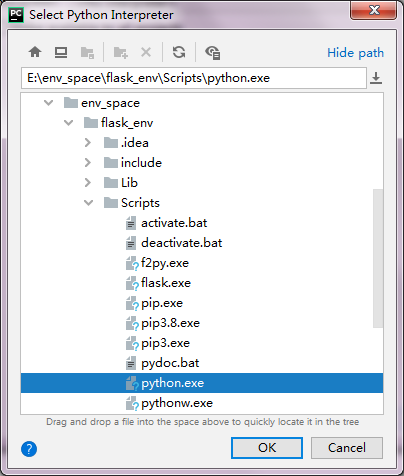 PC Select Python Interpreter
Hide path
E:\env_space\flask_env\Scripts\python.exe
env_space
flask_env
.idea
include
Lib
Scripts
activate.bat
deactivate.bat
f2py.exe
flask.exe
pip.exe
pip3.8.exe
pip3.exe
pydoc.bat
python.exe
pythonw.exe
Drag and drop a file into the space above to quickly locate it in the tree
? OK Cancel